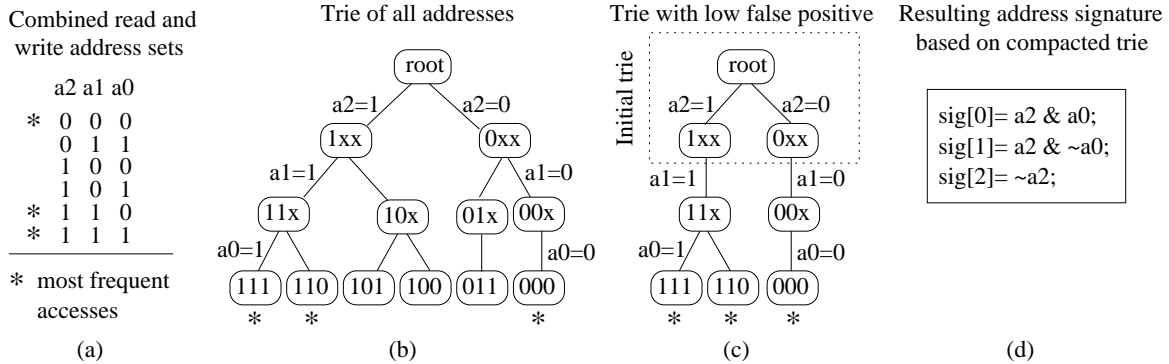 Combined read and
write address sets
a2 a1 a0
* 0 0 0
0 1 1
1 0 0
1 0 1
* 1 1 0
* 1 1 1
* most frequent
accesses
(a)
Trie of all addresses
root
a2=1 a2=0
1xx 0xx
a1=1 a1=0
11x 10x 01x 00x
a0=1 a0=0
111 110 101 100 011 000
* * *
(b)
Trie with low false positive
Initial trie
root
a2=1 a2=0
1xx 0xx
a1=1 a1=0
11x 00x
a0=1 a0=0
111 110 000
* * *
(c)
Resulting address signature
based on compacted trie
sig[0]= a2 & a0;
sig[1]= a2 & ~a0;
sig[2]= ~a2;
(d)